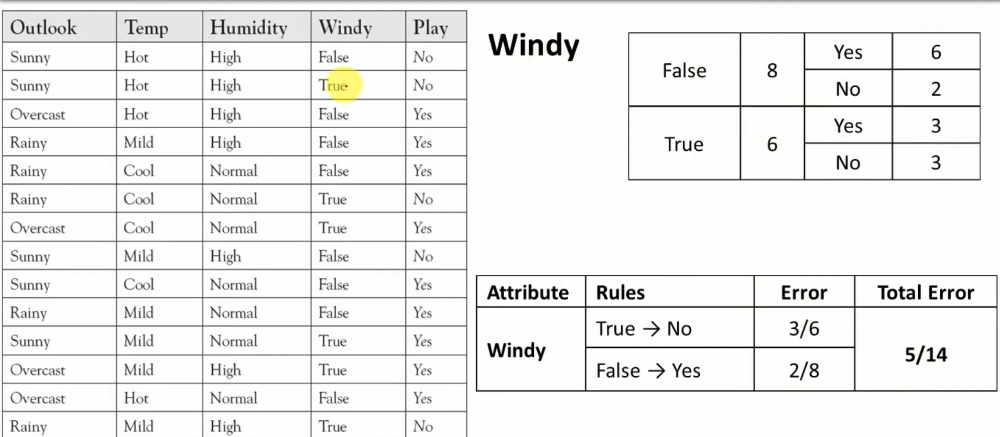 Outlook Temp Humidity Windy Play
Sunny Hot High False No
Sunny Hot High True No
Overcast Hot High False Yes
Rainy Mild High False Yes
Rainy Cool Normal False Yes
Rainy Cool Normal True No
Overcast Cool Normal True Yes
Sunny Mild High False No
Sunny Cool Normal False Yes
Rainy Mild Normal False Yes
Sunny Mild Normal True Yes
Overcast Mild High True Yes
Overcast Hot Normal False Yes
Rainy Mild High True No
Windy
False 8 Yes 6
No 2
True 6 Yes 3
No 3
Attribute Rules Error Total Error
Windy True → No 3/6 5/14
False → Yes 2/8